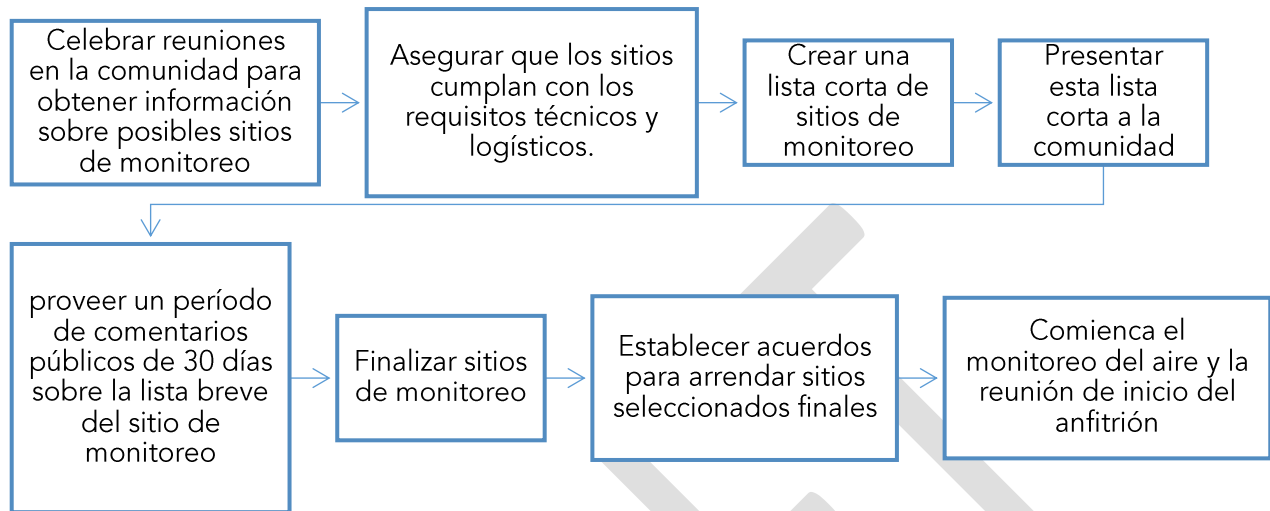 Celebrar reuniones
en la comunidad para
obtener información
sobre posibles sitios
de monitoreo
Asegurar que los sitios
cumplan con los
requisitos técnicos y
logísticos.
Crear una
lista corta de
sitios de
monitoreo
Presentar
esta lista
corta a la
comunidad
proveer un período
de comentarios
públicos de 30 días
sobre la lista breve
del sitio de
monitoreo
Finalizar sitios
de monitoreo
Establecer acuerdos
para arrendar sitios
seleccionados finales
Comienca el
monitoreo del aire y la
reunión de inicio del
anfitrión